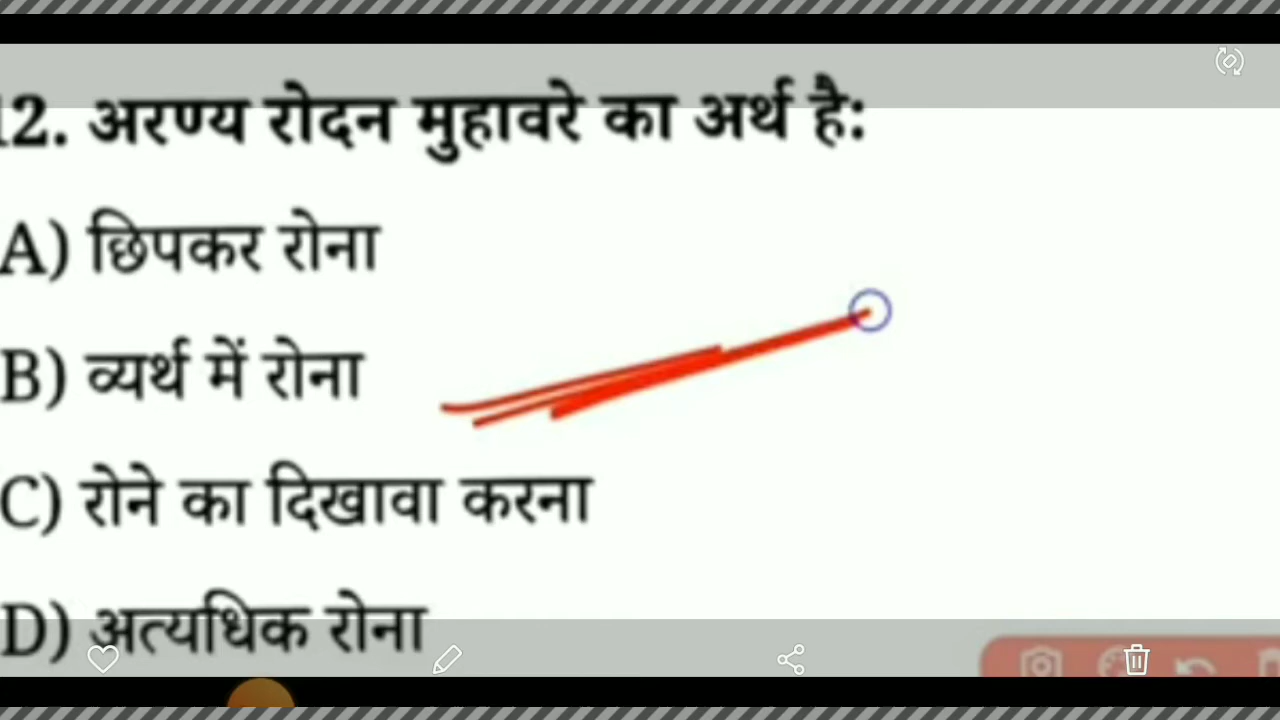 12. अरण्य रोदन मुहावरे का अर्थ है:
A) छिपकर रोना
B) व्यर्थ में रोना
C) रोने का दिखावा करना
D) अत्यधिक रोना